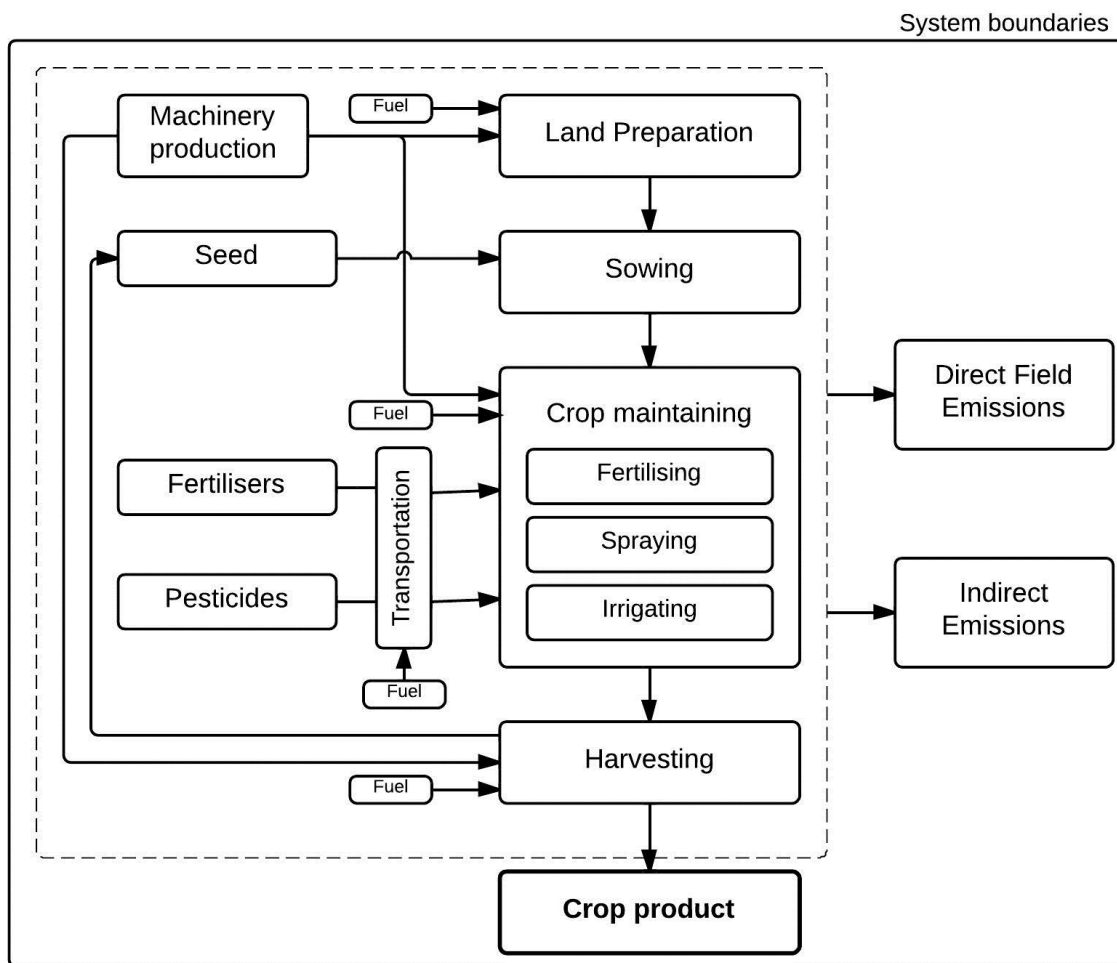 System boundaries
Machinery
production
Fuel
Land Preparation
Seed
Sowing
Fuel
Crop maintaining
Fertilisers
Pesticides
Transportation
Fuel
Fertilising
Spraying
Irrigating
Direct Field
Emissions
Indirect
Emissions
Harvesting
Fuel
Crop product